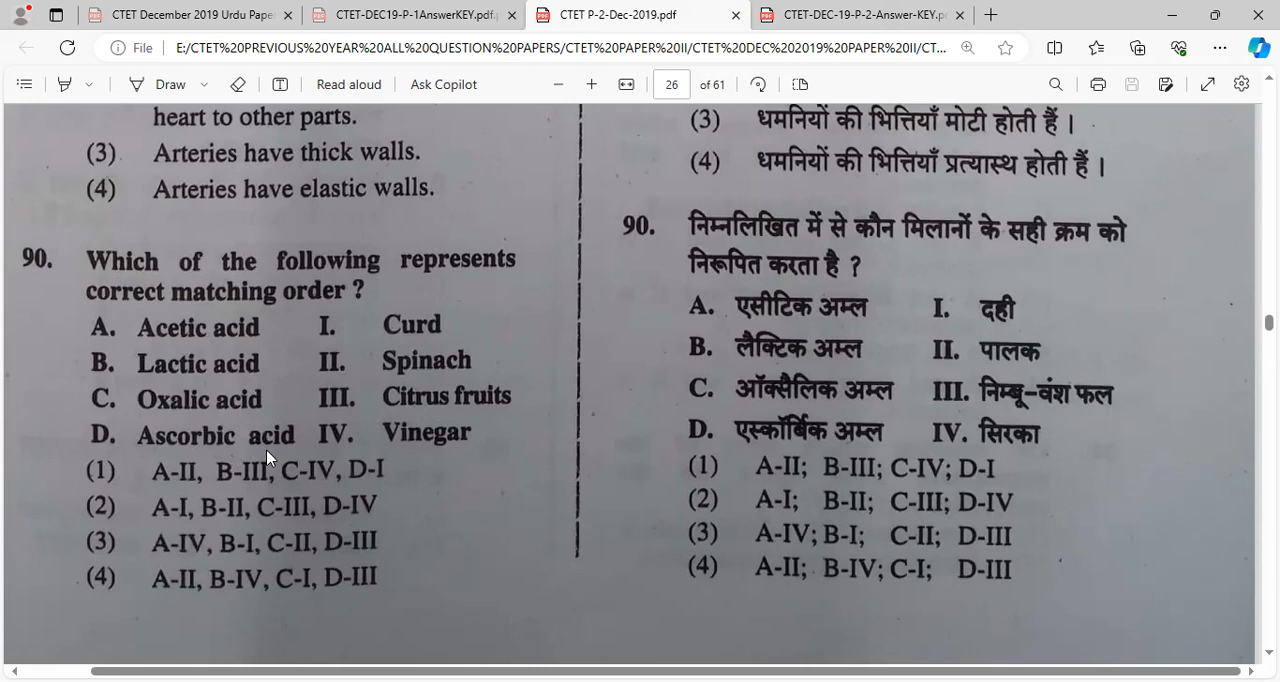 CTET December 2019 Urdu Pape
CTET-DEC19-P-1AnswerKEY.pdf
CTET P-2-Dec-2019.pdf
CTET-DEC-19-P-2-Answer-KEY.p
File
E:/CTET%20PREVIOUS%20YEAR%20ALL%20QUESTION%20PAPERS/CTET%20PAPER%20II/CTET%20DEC%202019%20PAPER%20II/CT...
Draw
Read aloud
Ask Copilot
26 of 61
heart to other parts.
(3) Arteries have thick walls.
(4) Arteries have elastic walls.
90. Which of the following represents
correct matching order ?
A. Acetic acid I. Curd
B. Lactic acid II. Spinach
C. Oxalic acid III. Citrus fruits
D. Ascorbic acid IV. Vinegar
(1) A-II, B-III, C-IV, D-I
(2) A-I, B-II, C-III, D-IV
(3) A-IV, B-I, C-II, D-III
(4) A-II, B-IV, C-I, D-III
(3) धमनियों की भित्तियाँ मोटी होती हैं ।
(4) धमनियों की भित्तियाँ प्रत्यास्थ होती हैं ।
90. निम्नलिखित में से कौन मिलानों के सही क्रम को
निरूपित करता है ?
A. एसीटिक अम्ल I. दही
B. लैक्टिक अम्ल II. पालक
C. ऑक्सैलिक अम्ल III. निम्बू-वंश फल
D. एस्कॉर्बिक अम्ल IV. सिरका
(1) A-II; B-III; C-IV; D-I
(2) A-I; B-II; C-III; D-IV
(3) A-IV; B-I; C-II; D-III
(4) A-II; B-IV; C-I; D-III